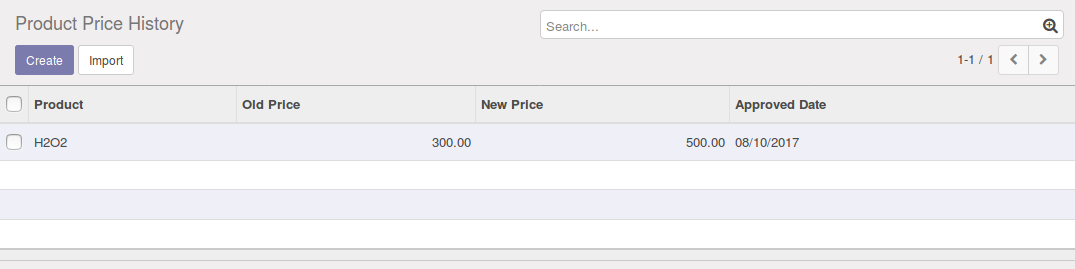 Product Price History
Search...
Create Import
1-1 / 1
Product Old Price New Price Approved Date
H2O2 300.00 500.00 08/10/2017